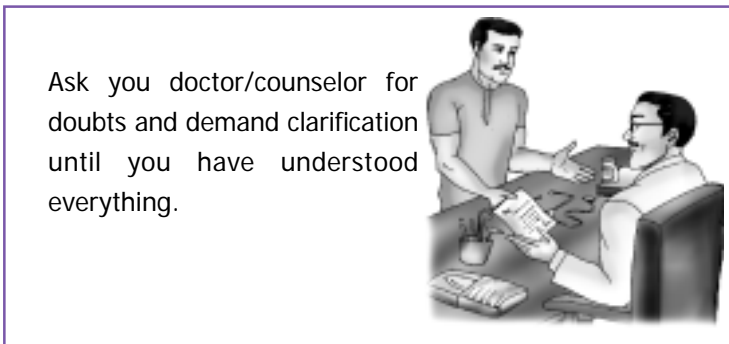 Ask you doctor/counselor for
doubts and demand clarification
until you have understood
everything.